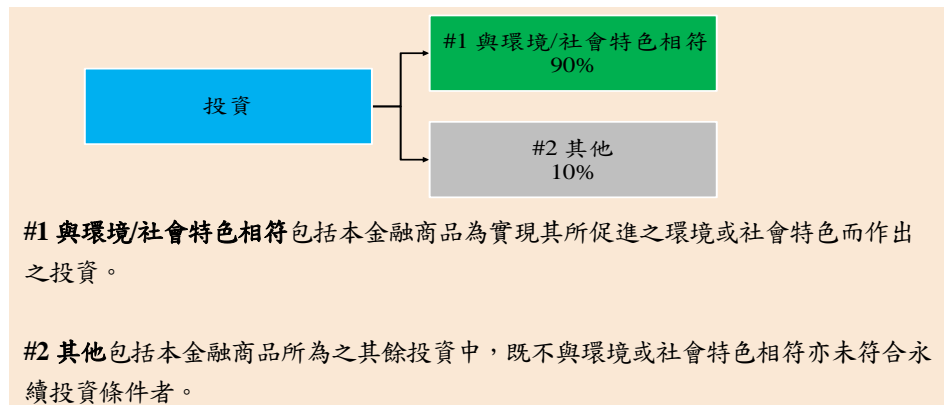 #1 與環境/社會特色相符
90%
投資
#2 其他
10%
#1 與環境/社會特色相符包括本金融商品為實現其所促進之環境或社會特色而作出
之投資。
#2 其他包括本金融商品所為之其餘投資中，既不與環境或社會特色相符亦未符合永
續投資條件者。